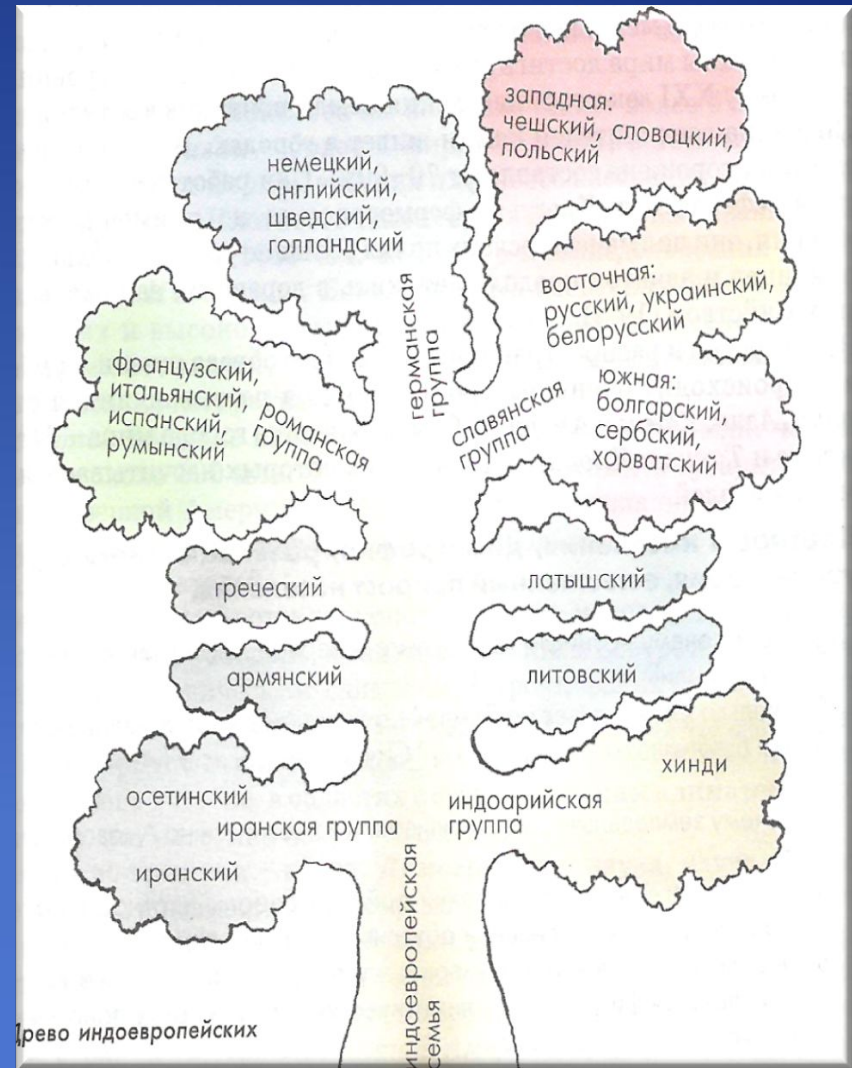 западная:
чешский, словацкий,
польский
немецкий,
английский,
шведский,
голландский
восточная:
русский, украинский,
белорусский
германская
группа
французский,
итальянский,
испанский,
румынский
романская
группа
славянская
группа
южная:
болгарский,
сербский,
хорватский
греческий
латышский
армянский
литовский
хинди
осетинский
иранская группа
иранский
индоарийская
группа
индоевропейская
семья
Древо индоевропейских